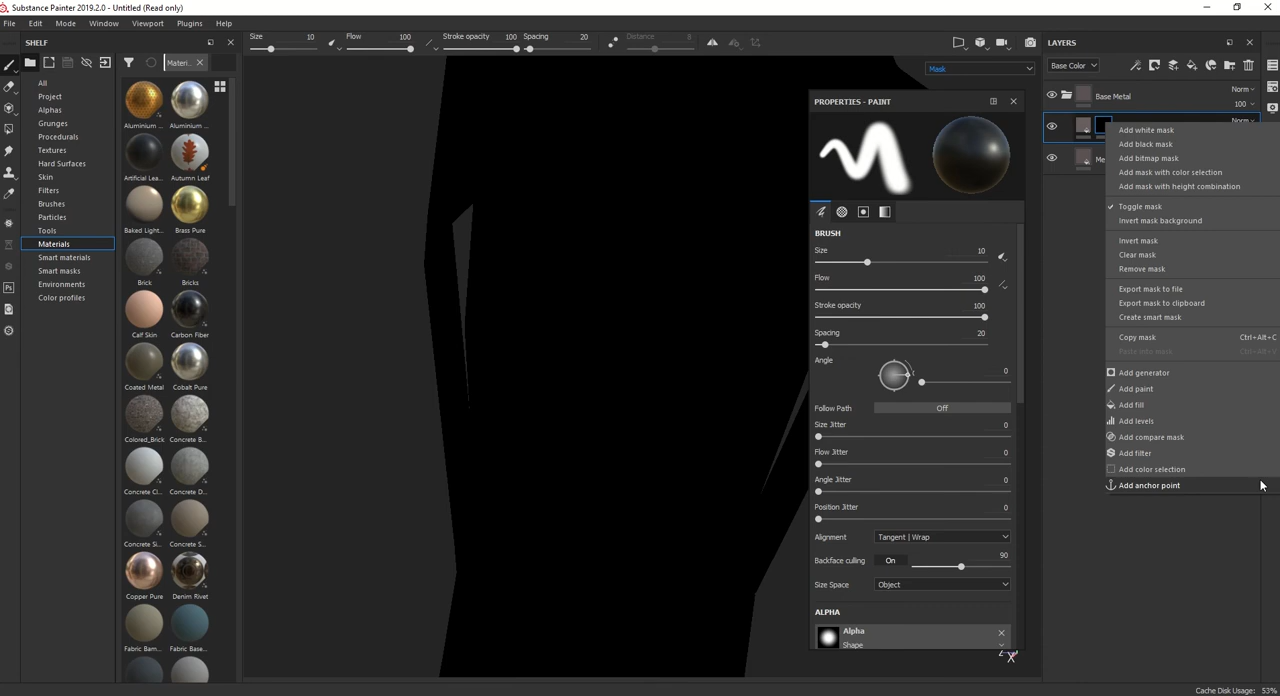 Substance Painter 2019.2.0 - Untitled (Read only)
File Edit Mode Window Viewport Plugins Help
SHELF
Size 10 Flow 100 Stroke opacity 100 Spacing 20 Distance 8
LAYERS
Materi...
Base Color
Mask
All
Project
Alphas
Grunges
Procedurals
Textures
Hard Surfaces
Skin
Filters
Brushes
Particles
Tools
Materials
Smart materials
Smart masks
Environments
Color profiles
Aluminium ... Aluminium ...
Artificial Lea... Autumn Leaf
Baked Light... Brass Pure
Brick Bricks
Calf Skin Carbon Fiber
Coated Metal Cobalt Pure
Colored_Brick Concrete B...
Concrete Cl... Concrete D...
Concrete Si... Concrete S...
Copper Pure Denim Rivet
Fabric Bam... Fabric Base...
PROPERTIES - PAINT
BRUSH
Size 10
Flow 100
Stroke opacity 100
Spacing 20
Angle 0
Follow Path Off
Size Jitter 0
Flow Jitter 0
Angle Jitter 0
Position Jitter 0
Alignment Tangent | Wrap
Backface culling On 90
Size Space Object
ALPHA
Alpha
Shape
X
Base Metal Norm
100
Norm
Me
Add white mask
Add black mask
Add bitmap mask
Add mask with color selection
Add mask with height combination
Toggle mask
Invert mask background
Invert mask
Clear mask
Remove mask
Export mask to file
Export mask to clipboard
Create smart mask
Copy mask Ctrl+Alt+C
Paste into mask Ctrl+Alt+V
Add generator
Add paint
Add fill
Add levels
Add compare mask
Add filter
Add color selection
Add anchor point
Cache Disk Usage: 53%